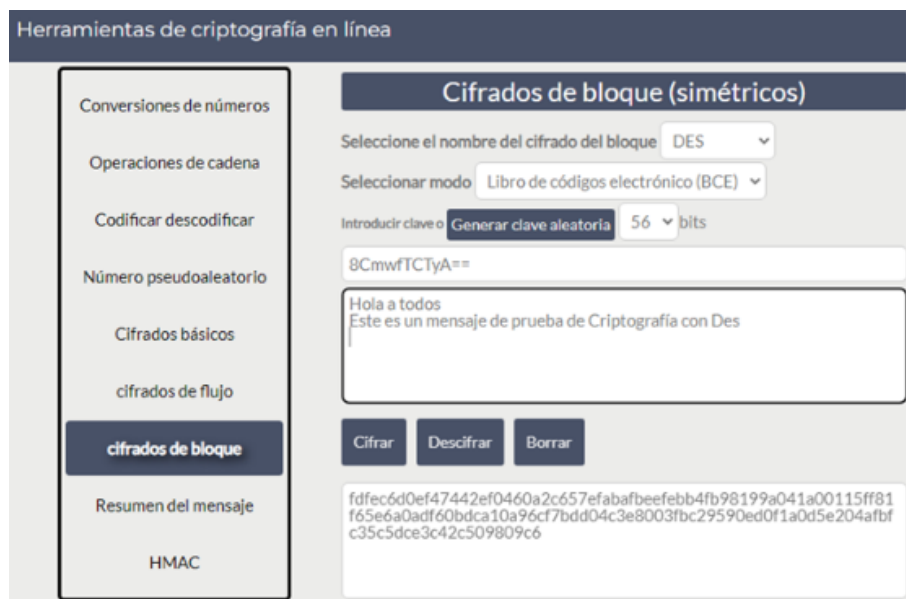 Herramientas de criptografía en línea
Conversiones de números
Operaciones de cadena
Codificar descodificar
Número pseudoaleatorio
Cifrados básicos
cifrados de flujo
cifrados de bloque
Resumen del mensaje
HMAC
Cifrados de bloque (simétricos)
Seleccione el nombre del cifrado del bloque DES
Seleccionar modo Libro de códigos electrónico (BCE)
Introducir clave o Generar clave aleatoria 56 bits
8CmwfTCTyA==
Hola a todos
Este es un mensaje de prueba de Criptografía con Des
Cifrar Descifrar Borrar
fdfec6d0ef47442ef0460a2c657efabafbeefebb4fb98199a041a00115ff81
f65e6a0adf60bdca10a96cf7bdd04c3e8003fbc29590ed0f1a0d5e204afbf
c35c5dce3c42c509809c6